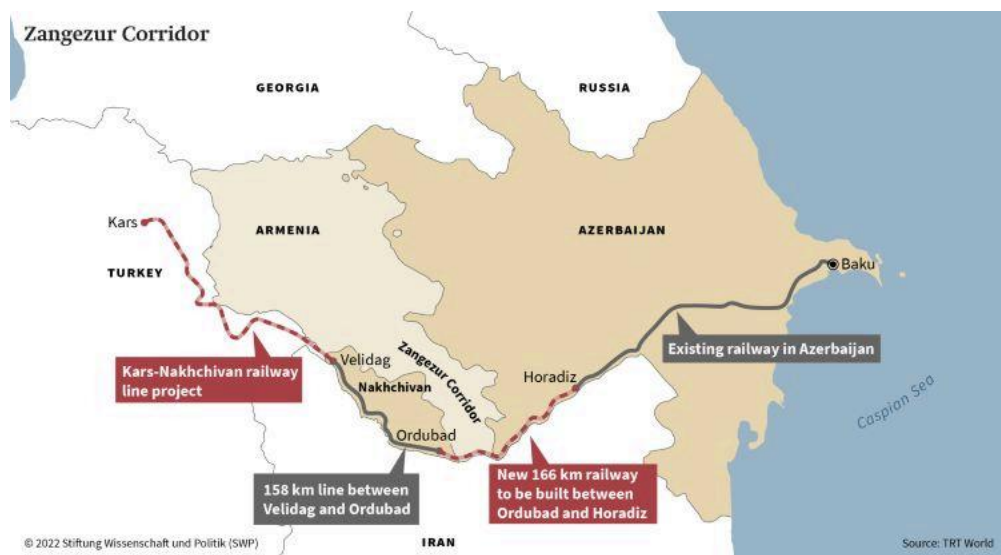 Zangezur Corridor
GEORGIA
RUSSIA
Kars
ARMENIA
AZERBAIJAN
TURKEY
Baku
Existing railway in Azerbaijan
Velidag
Kars-Nakhchivan railway
line project
Zangezur Corridor
Horadiz
Nakhchivan
Caspian Sea
Ordubad
158 km line between
Velidag and Ordubad
New 166 km railway
to be built between
Ordubad and Horadiz
IRAN
© 2022 Stiftung Wissenschaft und Politik (SWP)
Source: TRT World